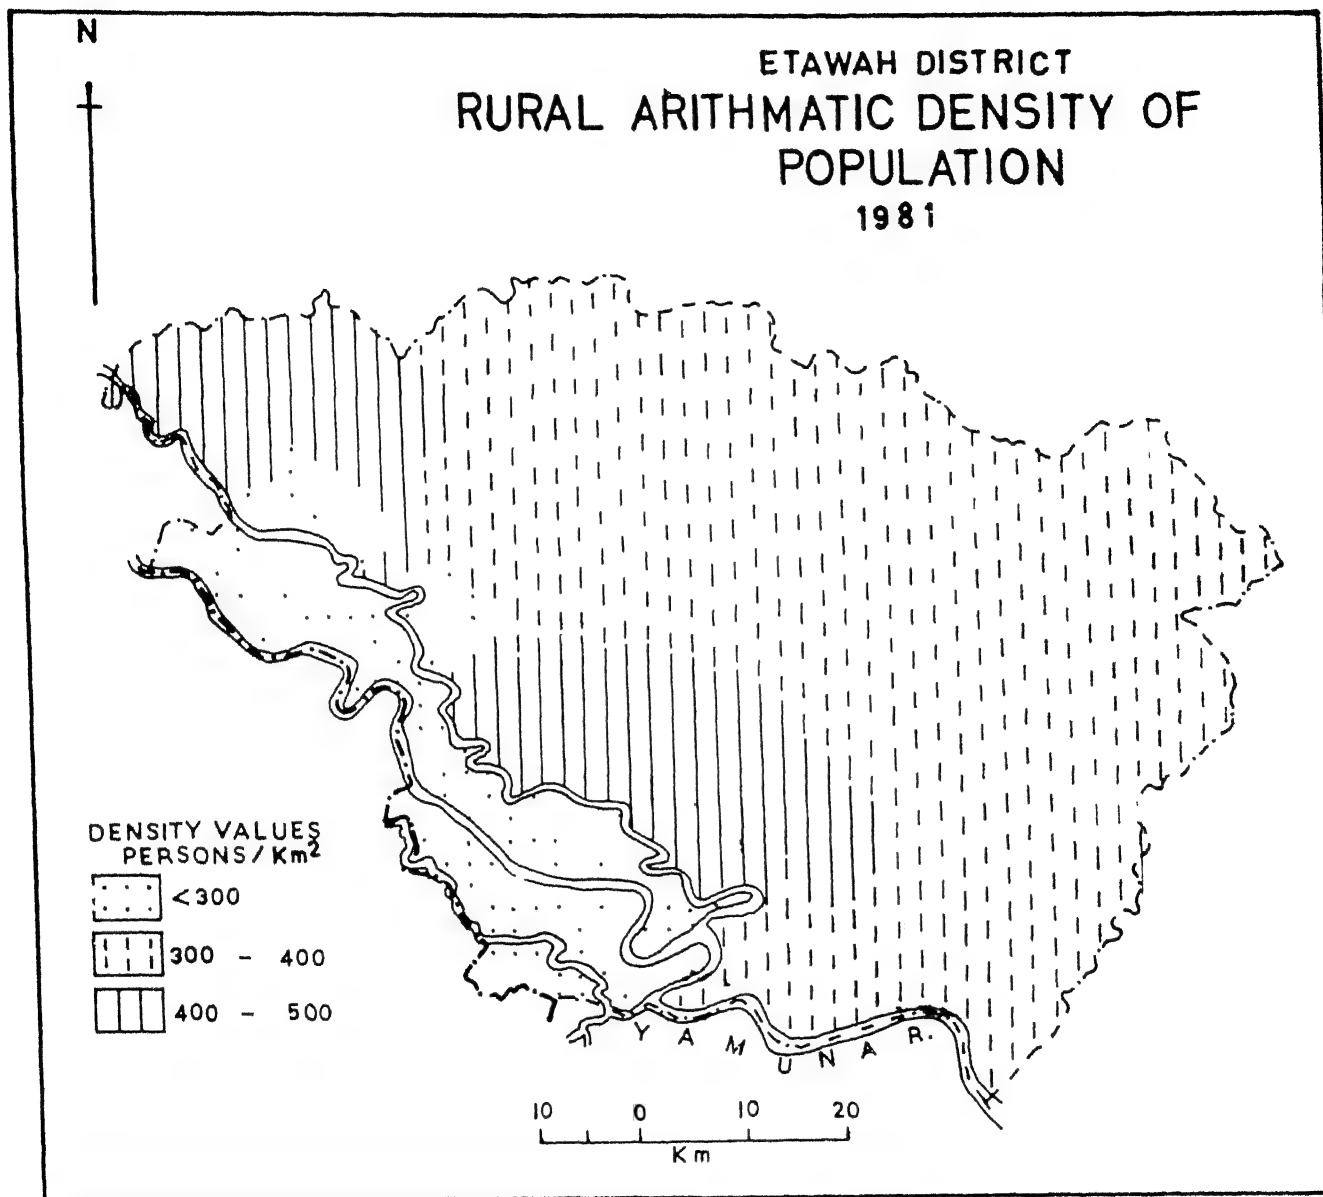 N
ETAWAH DISTRICT
RURAL ARITHMATIC DENSITY OF
POPULATION
1981
DENSITY VALUES
PERSONS/Km²
<300
300 - 400
400 - 500
YAMUNA R.
10 0 10 20
Km